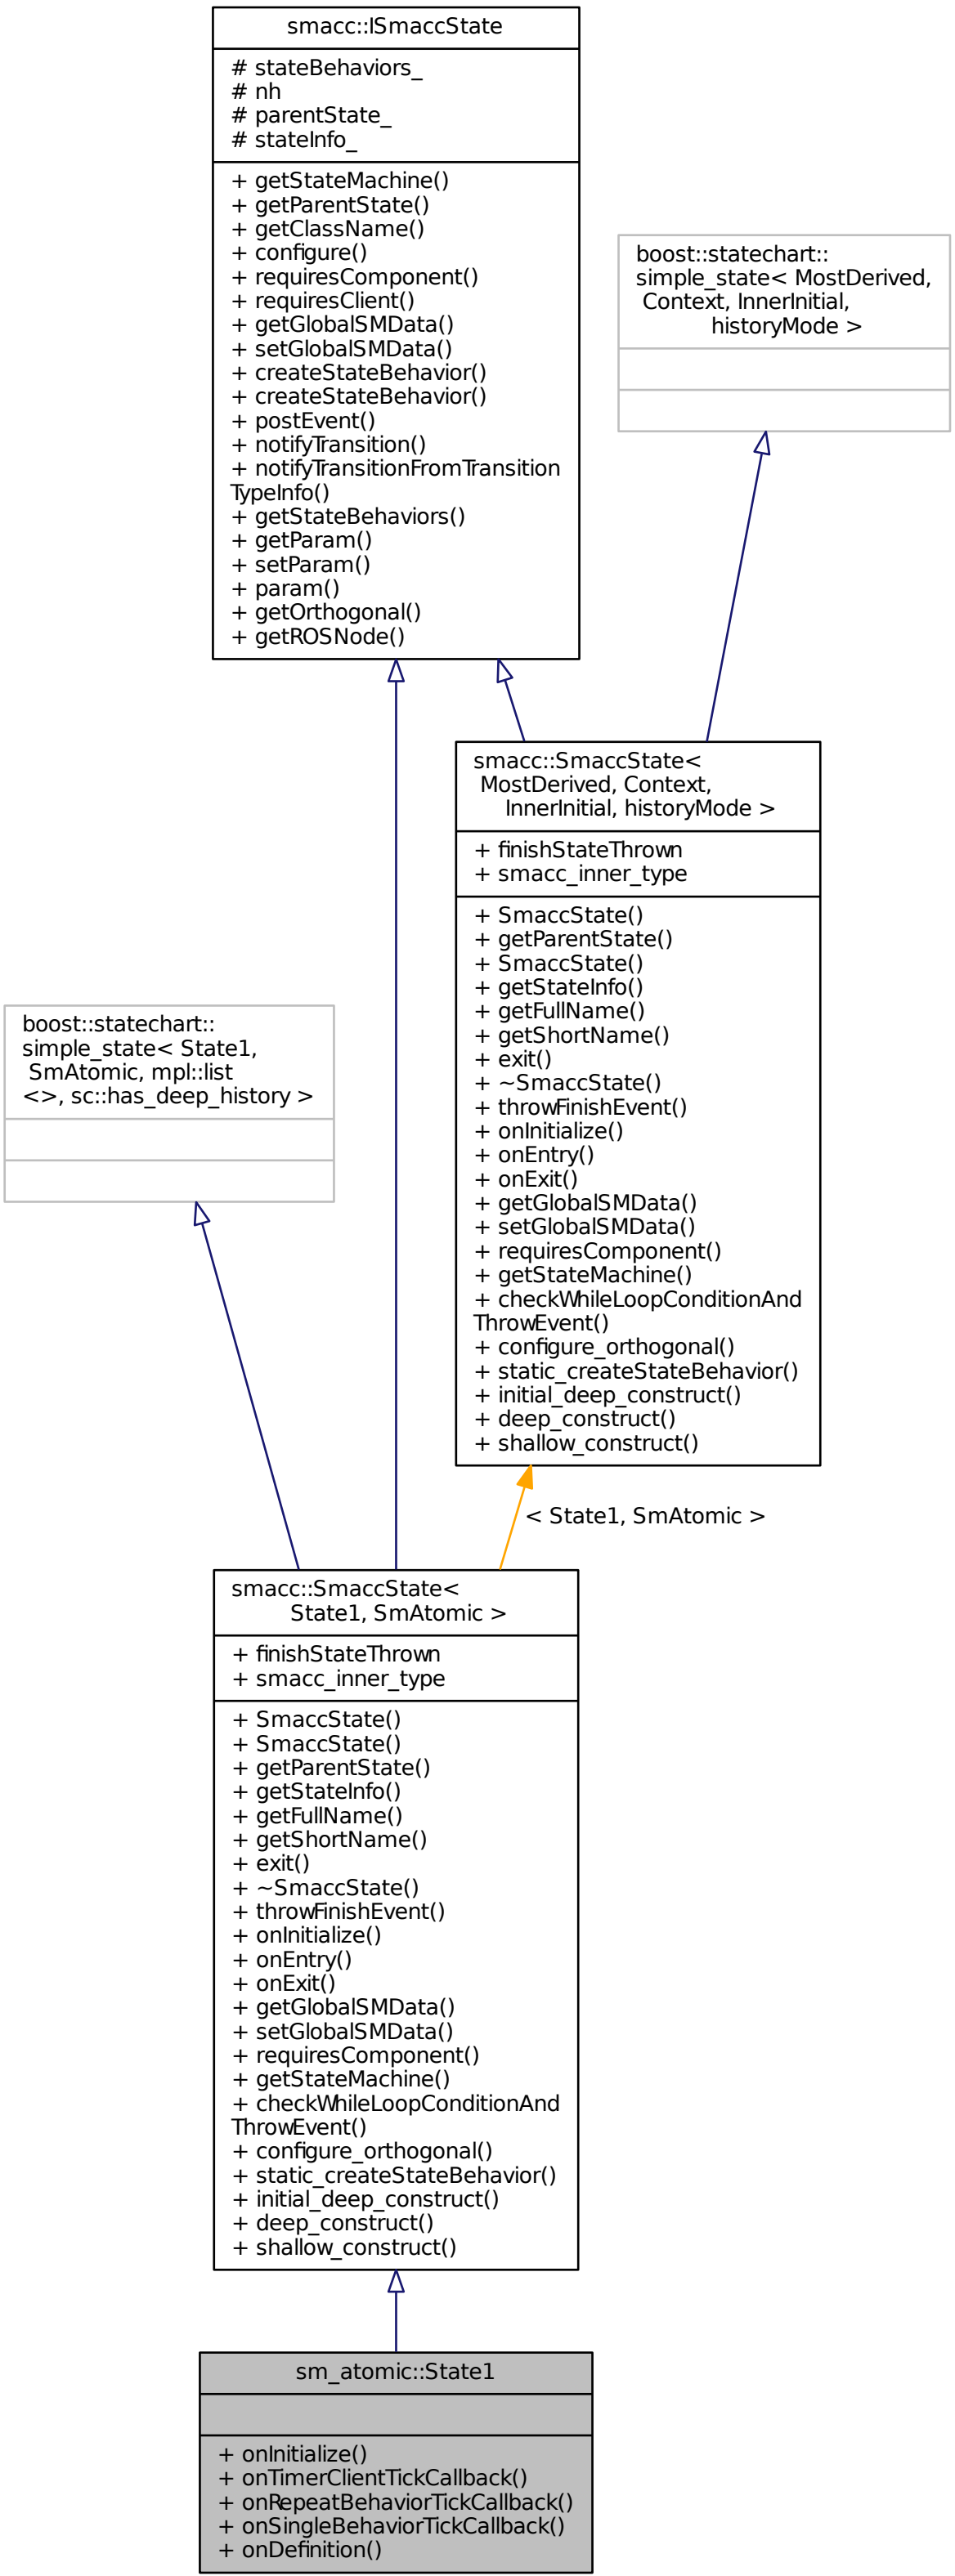 smacc::ISmaccState
# stateBehaviors_
# nh
# parentState_
# stateInfo_
+ getStateMachine()
+ getParentState()
+ getClassName()
+ configure()
+ requiresComponent()
+ requiresClient()
+ getGlobalSMData()
+ setGlobalSMData()
+ createStateBehavior()
+ createStateBehavior()
+ postEvent()
+ notifyTransition()
+ notifyTransitionFromTransition
TypeInfo()
+ getStateBehaviors()
+ getParam()
+ setParam()
+ param()
+ getOrthogonal()
+ getROSNode()
boost::statechart::
simple_state< MostDerived,
Context, InnerInitial,
historyMode >
smacc::SmaccState<
MostDerived, Context,
InnerInitial, historyMode >
+ finishStateThrown
+ smacc_inner_type
+ SmaccState()
+ getParentState()
+ SmaccState()
+ getStateInfo()
+ getFullName()
+ getShortName()
+ exit()
+ ~SmaccState()
+ throwFinishEvent()
+ onInitialize()
+ onEntry()
+ onExit()
+ getGlobalSMData()
+ setGlobalSMData()
+ requiresComponent()
+ getStateMachine()
+ checkWhileLoopConditionAnd
ThrowEvent()
+ configure_orthogonal()
+ static_createStateBehavior()
+ initial_deep_construct()
+ deep_construct()
+ shallow_construct()
boost::statechart::
simple_state< State1,
SmAtomic, mpl::list
<>, sc::has_deep_history >
< State1, SmAtomic >
smacc::SmaccState<
State1, SmAtomic >
+ finishStateThrown
+ smacc_inner_type
+ SmaccState()
+ SmaccState()
+ getParentState()
+ getStateInfo()
+ getFullName()
+ getShortName()
+ exit()
+ ~SmaccState()
+ throwFinishEvent()
+ onInitialize()
+ onEntry()
+ onExit()
+ getGlobalSMData()
+ setGlobalSMData()
+ requiresComponent()
+ getStateMachine()
+ checkWhileLoopConditionAnd
ThrowEvent()
+ configure_orthogonal()
+ static_createStateBehavior()
+ initial_deep_construct()
+ deep_construct()
+ shallow_construct()
sm_atomic::State1
+ onInitialize()
+ onTimerClientTickCallback()
+ onRepeatBehaviorTickCallback()
+ onSingleBehaviorTickCallback()
+ onDefinition()